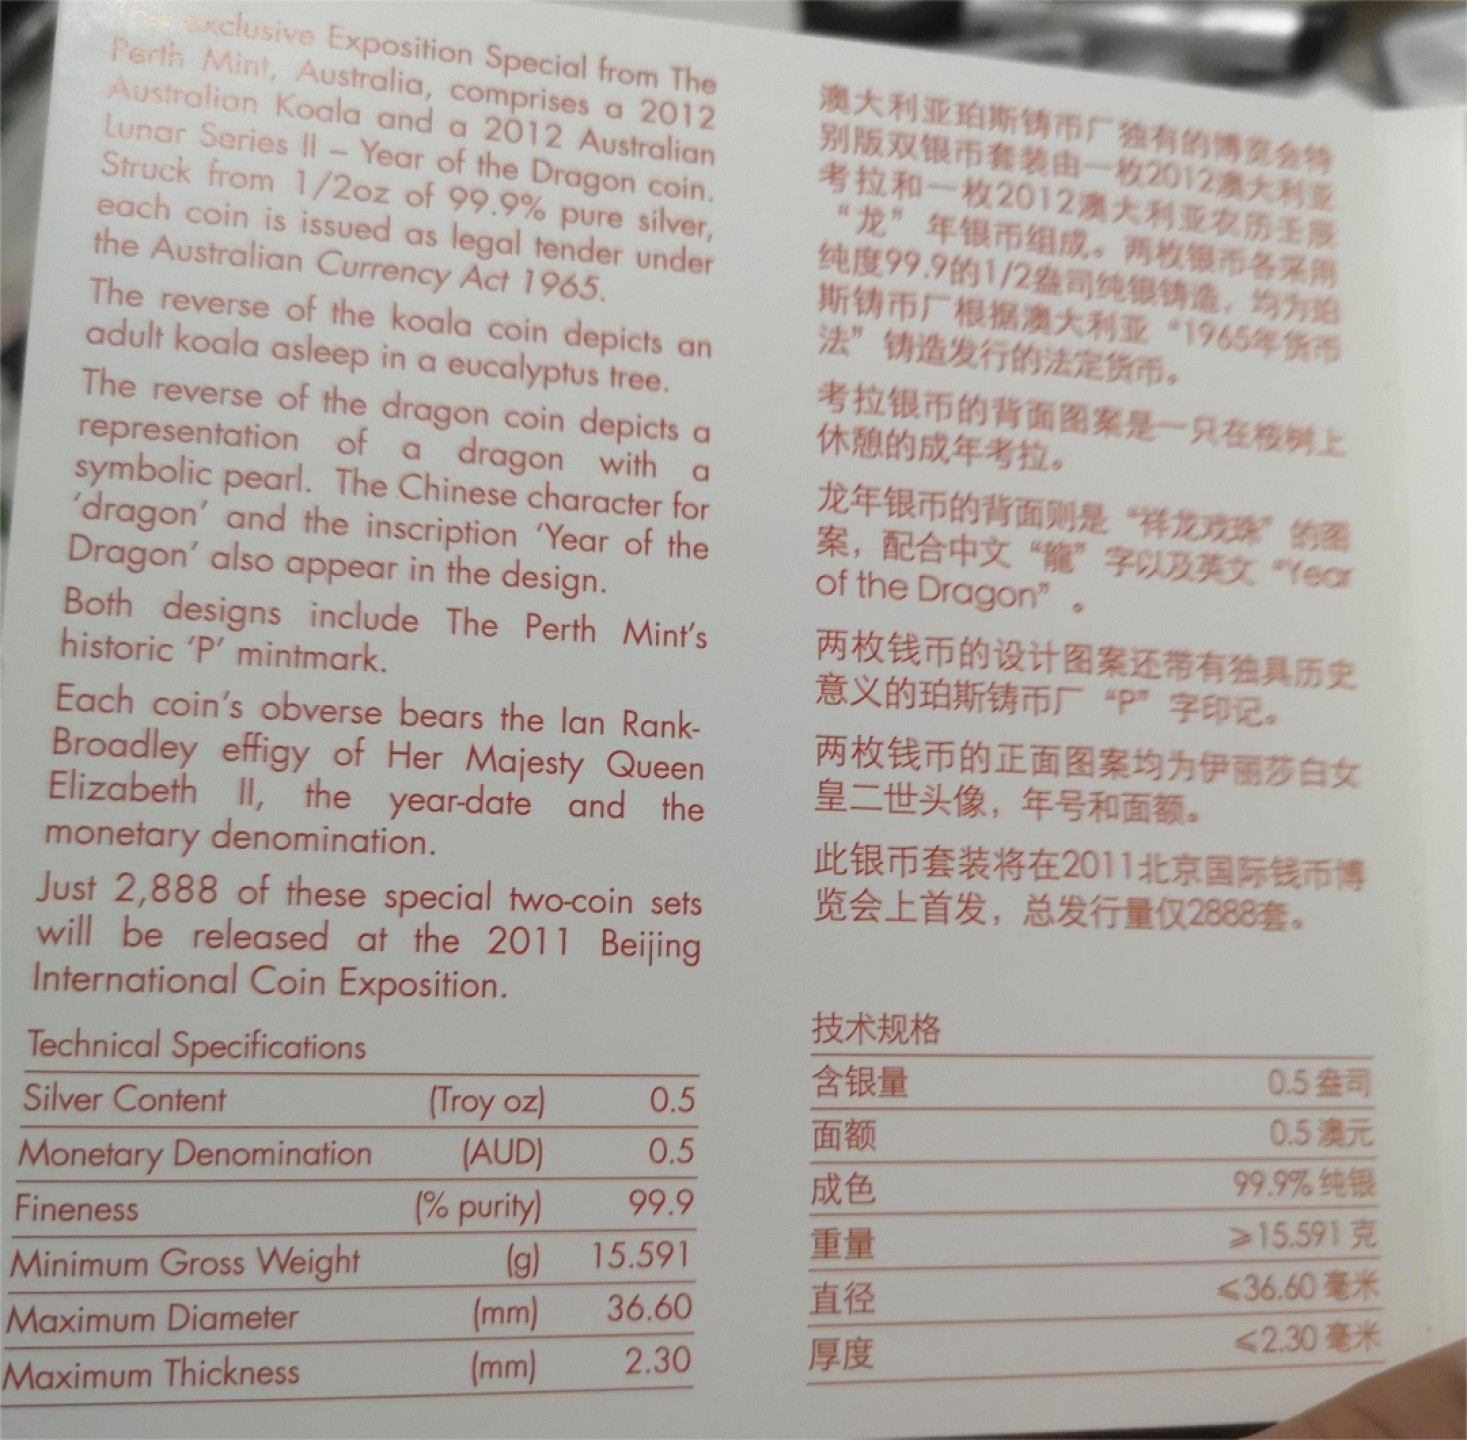 exclusive Exposition Special from The
Perth Mint, Australia, comprises a 2012
Australian Koala and a 2012 Australian
Lunar Series II – Year of the Dragon coin.
Struck from 1/2oz of 99.9% pure silver,
each coin is issued as legal tender under
the Australian Currency Act 1965.
The reverse of the koala coin depicts an
adult koala asleep in a eucalyptus tree.
The reverse of the dragon coin depicts a
representation of a dragon with a
symbolic pearl. The Chinese character for
‘dragon’ and the inscription ‘Year of the
Dragon’ also appear in the design.
Both designs include The Perth Mint’s
historic ‘P’ mintmark.
Each coin’s obverse bears the Ian Rank-
Broadley effigy of Her Majesty Queen
Elizabeth II, the year-date and the
monetary denomination.
Just 2,888 of these special two-coin sets
will be released at the 2011 Beijing
International Coin Exposition.
Technical Specifications
Silver Content (Troy oz) 0.5
Monetary Denomination (AUD) 0.5
Fineness (% purity) 99.9
Minimum Gross Weight (g) 15.591
Maximum Diameter (mm) 36.60
Maximum Thickness (mm) 2.30
澳大利亚珀斯铸币厂独有的博览会特
别版双银币套装由一枚2012澳大利亚
考拉和一枚2012澳大利亚农历壬辰
“龙”年银币组成。两枚银币各采用
纯度99.9的1/2盎司纯银铸造，均为珀
斯铸币厂根据澳大利亚“1965年货币
法”铸造发行的法定货币。
考拉银币的背面图案是一只在桉树上
休憩的成年考拉。
龙年银币的背面则是“祥龙戏珠”的图
案，配合中文“龍”字以及英文“Year
of the Dragon”。
两枚钱币的设计图案还带有独具历史
意义的珀斯铸币厂“P”字印记。
两枚钱币的正面图案均为伊丽莎白女
皇二世头像，年号和面额。
此银币套装将在2011北京国际钱币博
览会上首发，总发行量仅2888套。
技术规格
含银量 0.5 盎司
面额 0.5 澳元
成色 99.9% 纯银
重量 ⩾15.591 克
直径 ⩽36.60 毫米
厚度 ⩽2.30 毫米